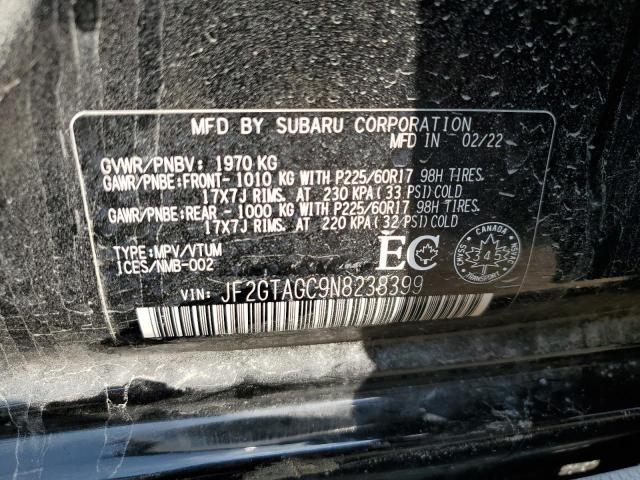 MFD BY SUBARU CORPORATION
MFD IN 02/22
GVWR/PNBV: 1970 KG
GAWR/PNBE:FRONT-1010 KG WITH P225/60R17 98H TIRES.
17X7J RIMS. AT 230 KPA(33 PSI)COLD
GAWR/PNBE:REAR -1000 KG WITH P225/60R17 98H TIRES.
17X7J RIMS. AT 220 KPA(32 PSI)COLD
TYPE:MPV/VTUM
ICES/NMB-002
EC
CANADA
CMVSS 345 NSVAC
VIN: JF2GTAGC9N8238399